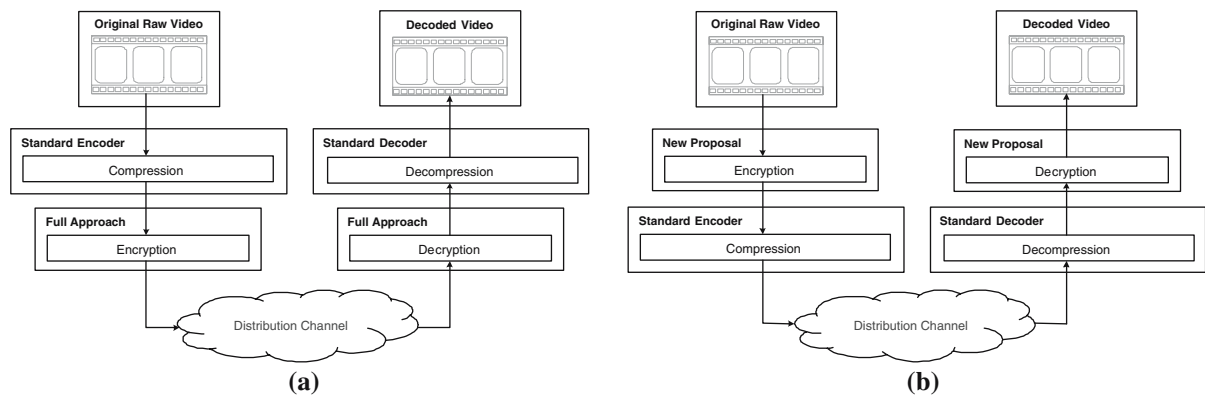 Original Raw Video
Decoded Video
Standard Encoder
Compression
Standard Decoder
Decompression
Full Approach
Encryption
Full Approach
Decryption
Distribution Channel
(a)
Original Raw Video
Decoded Video
New Proposal
Encryption
New Proposal
Decryption
Standard Encoder
Compression
Standard Decoder
Decompression
Distribution Channel
(b)